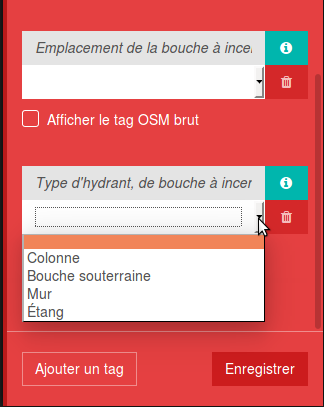 Emplacement de la bouche à incen
Afficher le tag OSM brut
Type d'hydrant, de bouche à incer
Colonne
Bouche souterraine
Mur
Étang
Ajouter un tag
Enregistrer